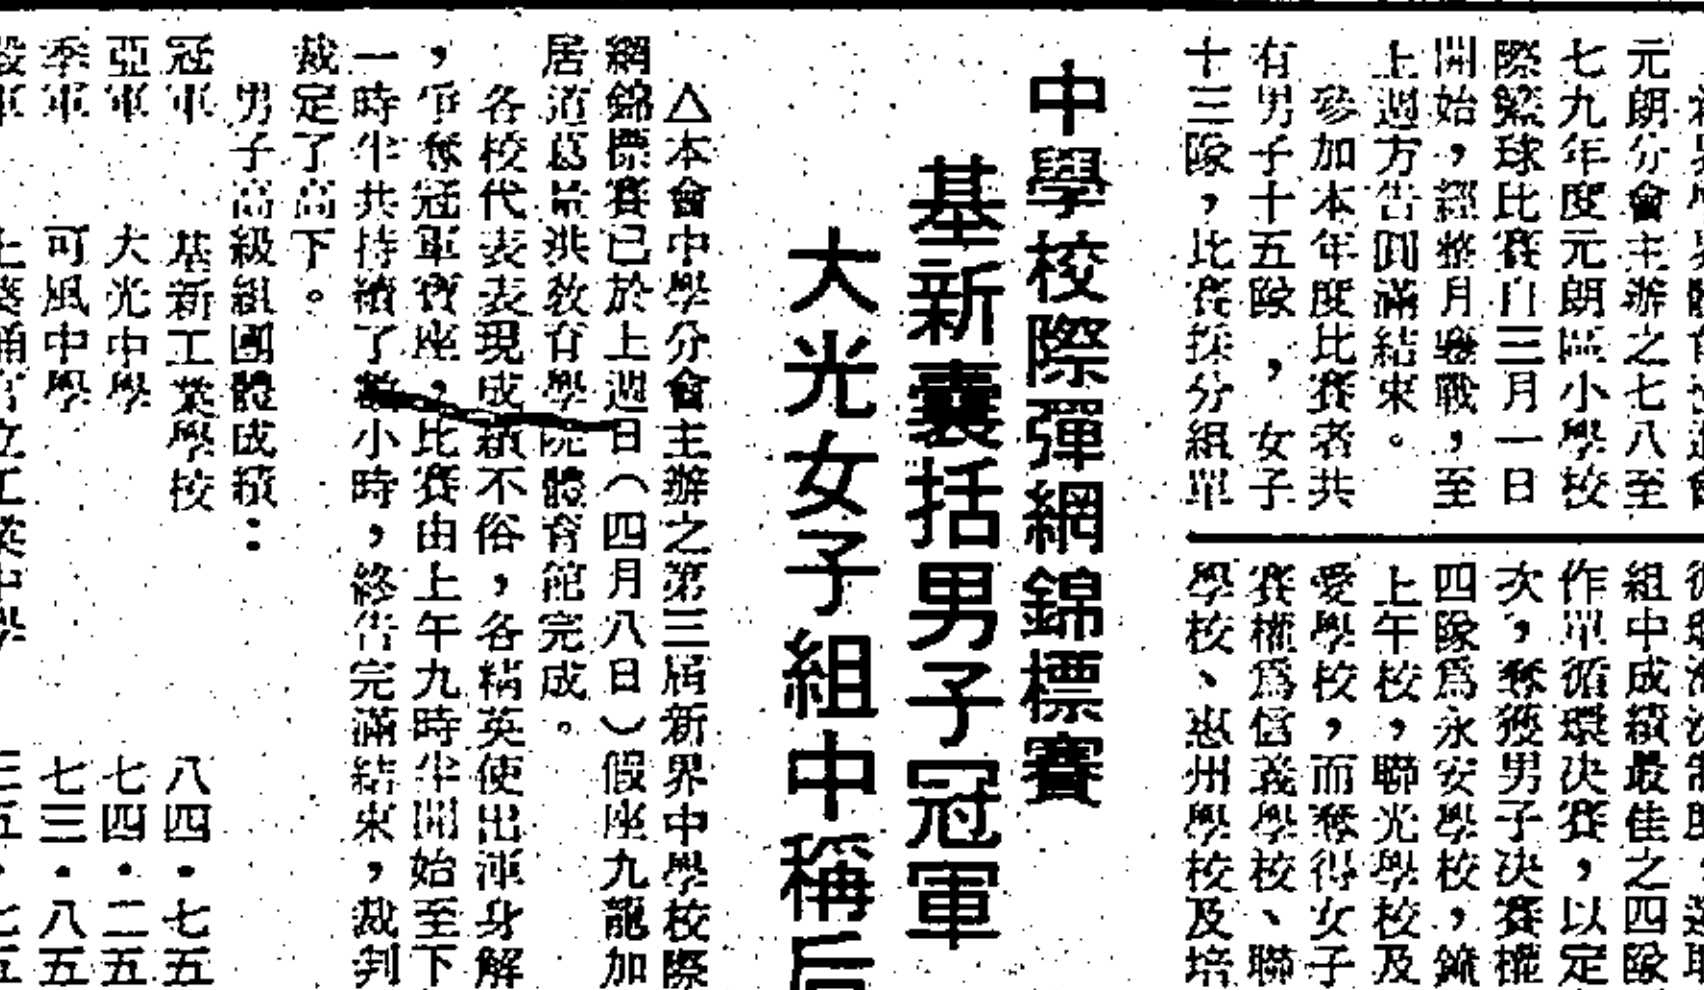 元朗分會主辦之七八至
七九年度元朗區小學校
際緊球比賽自三月一日
開始，經整月鏖戰，至
上週方告圓滿結束。
參加本年度比賽者共
有男子十五隊，女子
十三隊，比賽採分組單
組中成績最佳之四隊
作單循環決賽，以定
次，奪獲男子決賽權
四隊為永安學校，鐘
上午校，聯光學校及
愛學校，而奪得女子
賽權為信義學校、聯
學校、惠州學校及培
中學校際彈網錦標賽
基新囊括男子冠軍
大光女子組中稱后
△本會中學分會主辦之第三屆新界中學校際
網錦標賽已於上週日（四月八日）假座九龍加
居道葛量洪教育學院體育館完成。
各校代表表現成績不俗，各精英使出渾身解
，爭奪冠軍寶座，比賽由上午九時半開始至下
一時半共持續了數小時，終告完滿結束，裁判
裁定了高下。
男子高級組團體成績：
冠軍 基新工業學校 八四・七五
亞軍 大光中學 七四・二五
季軍 可風中學 七三・八五